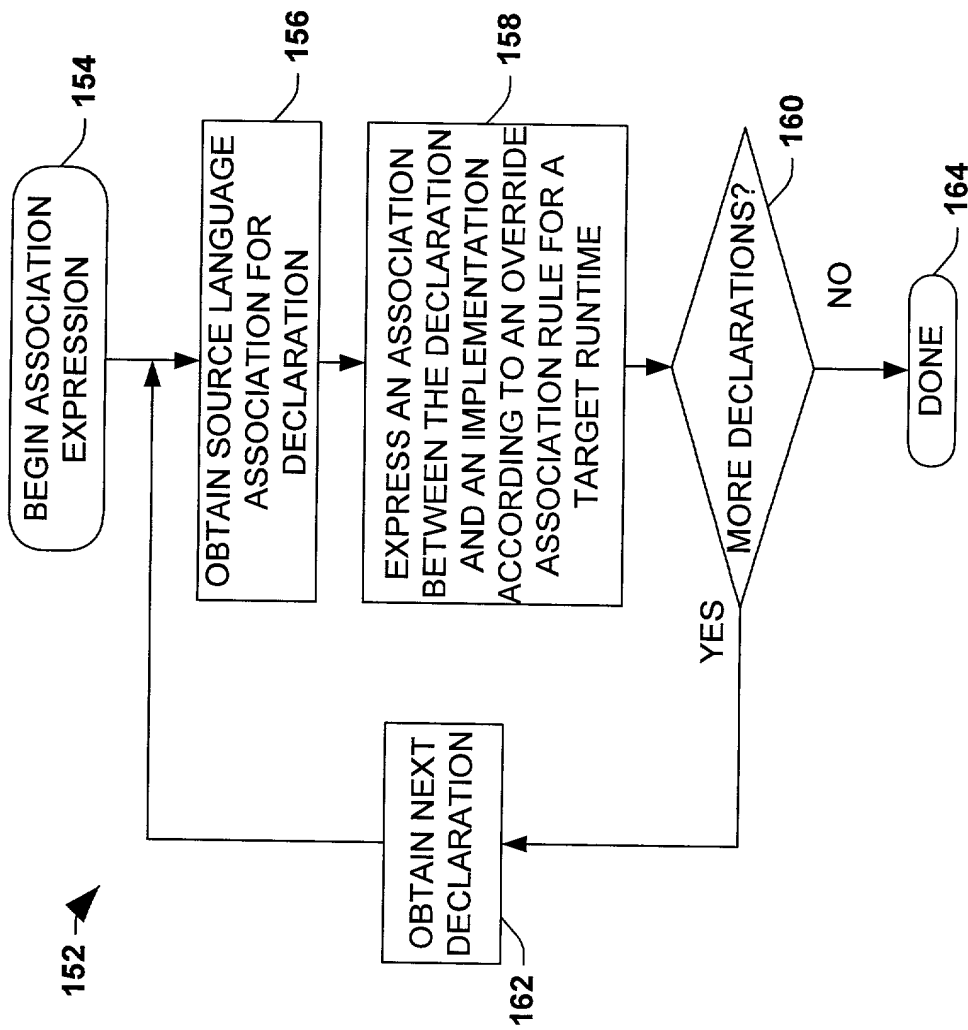 BEGIN ASSOCIATION
EXPRESSION
154
OBTAIN SOURCE LANGUAGE
ASSOCIATION FOR
DECLARATION
156
EXPRESS AN ASSOCIATION
BETWEEN THE DECLARATION
AND AN IMPLEMENTATION
ACCORDING TO AN OVERRIDE
ASSOCIATION RULE FOR A
TARGET RUNTIME
158
MORE DECLARATIONS?
160
YES
NO
OBTAIN NEXT
DECLARATION
162
DONE
164
152